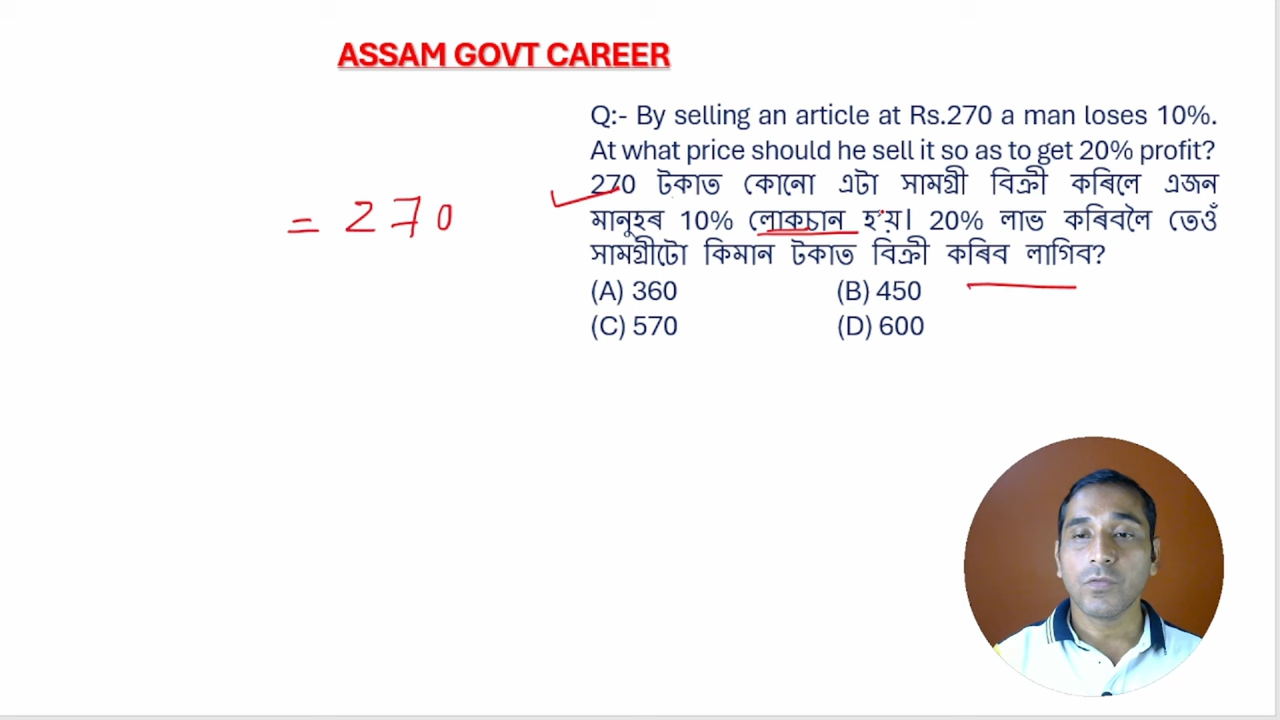 ASSAM GOVT CAREER
Q:- By selling an article at Rs.270 a man loses 10%.
At what price should he sell it so as to get 20% profit?
270 টকাত কোনো এটা সামগ্ৰী বিক্ৰী কৰিলে এজন
মানুহৰ 10% লোকচান হ'য়। 20% লাভ কৰিবলৈ তেওঁ
সামগ্ৰীটো কিমান টকাত বিক্ৰী কৰিব লাগিব?
(A) 360 (B) 450
(C) 570 (D) 600
= 270